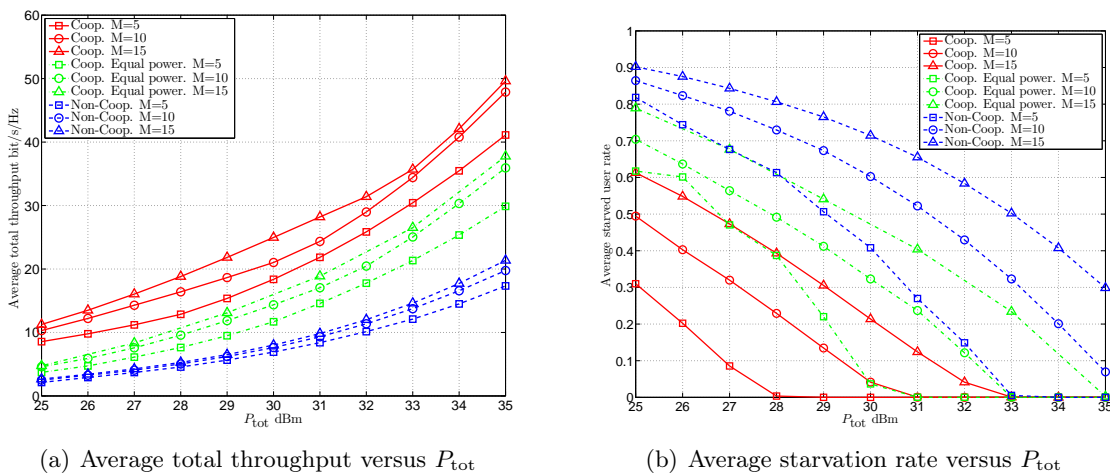 60
50
40
30
20
10
0
Average total throughput bit/s/Hz
Coop. M=5
Coop. M=10
Coop. M=15
Coop. Equal power. M=5
Coop. Equal power. M=10
Coop. Equal power. M=15
Non-Coop. M=5
Non-Coop. M=10
Non-Coop. M=15
25 26 27 28 29 30 31 32 33 34 35
P_tot dBm
(a) Average total throughput versus P_tot
1
0.9
0.8
0.7
0.6
0.5
0.4
0.3
0.2
0.1
0
Average starved user rate
Coop. M=5
Coop. M=10
Coop. M=15
Coop. Equal power. M=5
Coop. Equal power. M=10
Coop. Equal power. M=15
Non-Coop. M=5
Non-Coop. M=10
Non-Coop. M=15
25 26 27 28 29 30 31 32 33 34 35
P_tot dBm
(b) Average starvation rate versus P_tot